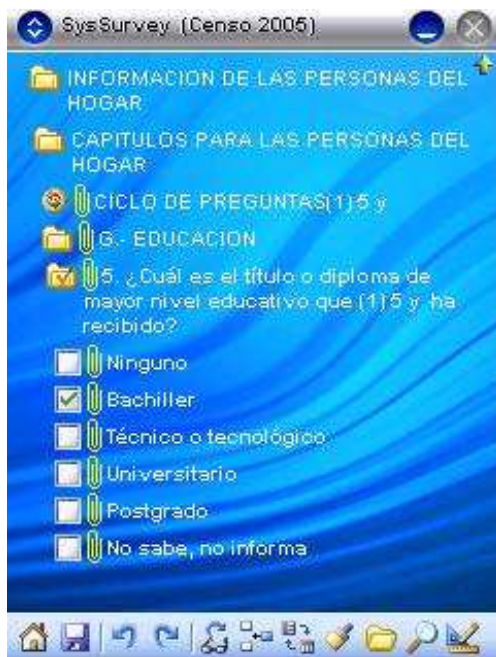 SysSurvey (Censo 2005)
INFORMACION DE LAS PERSONAS DEL
HOGAR
CAPITULOS PARA LAS PERSONAS DEL
HOGAR
CICLO DE PREGUNTAS(1)5 y
G.- EDUCACION
5. ¿Cuál es el título o diploma de
mayor nivel educativo que (1)5 y ha
recibido?
Ninguno
Bachiller
Técnico o tecnológico
Universitario
Postgrado
No sabe, no informa